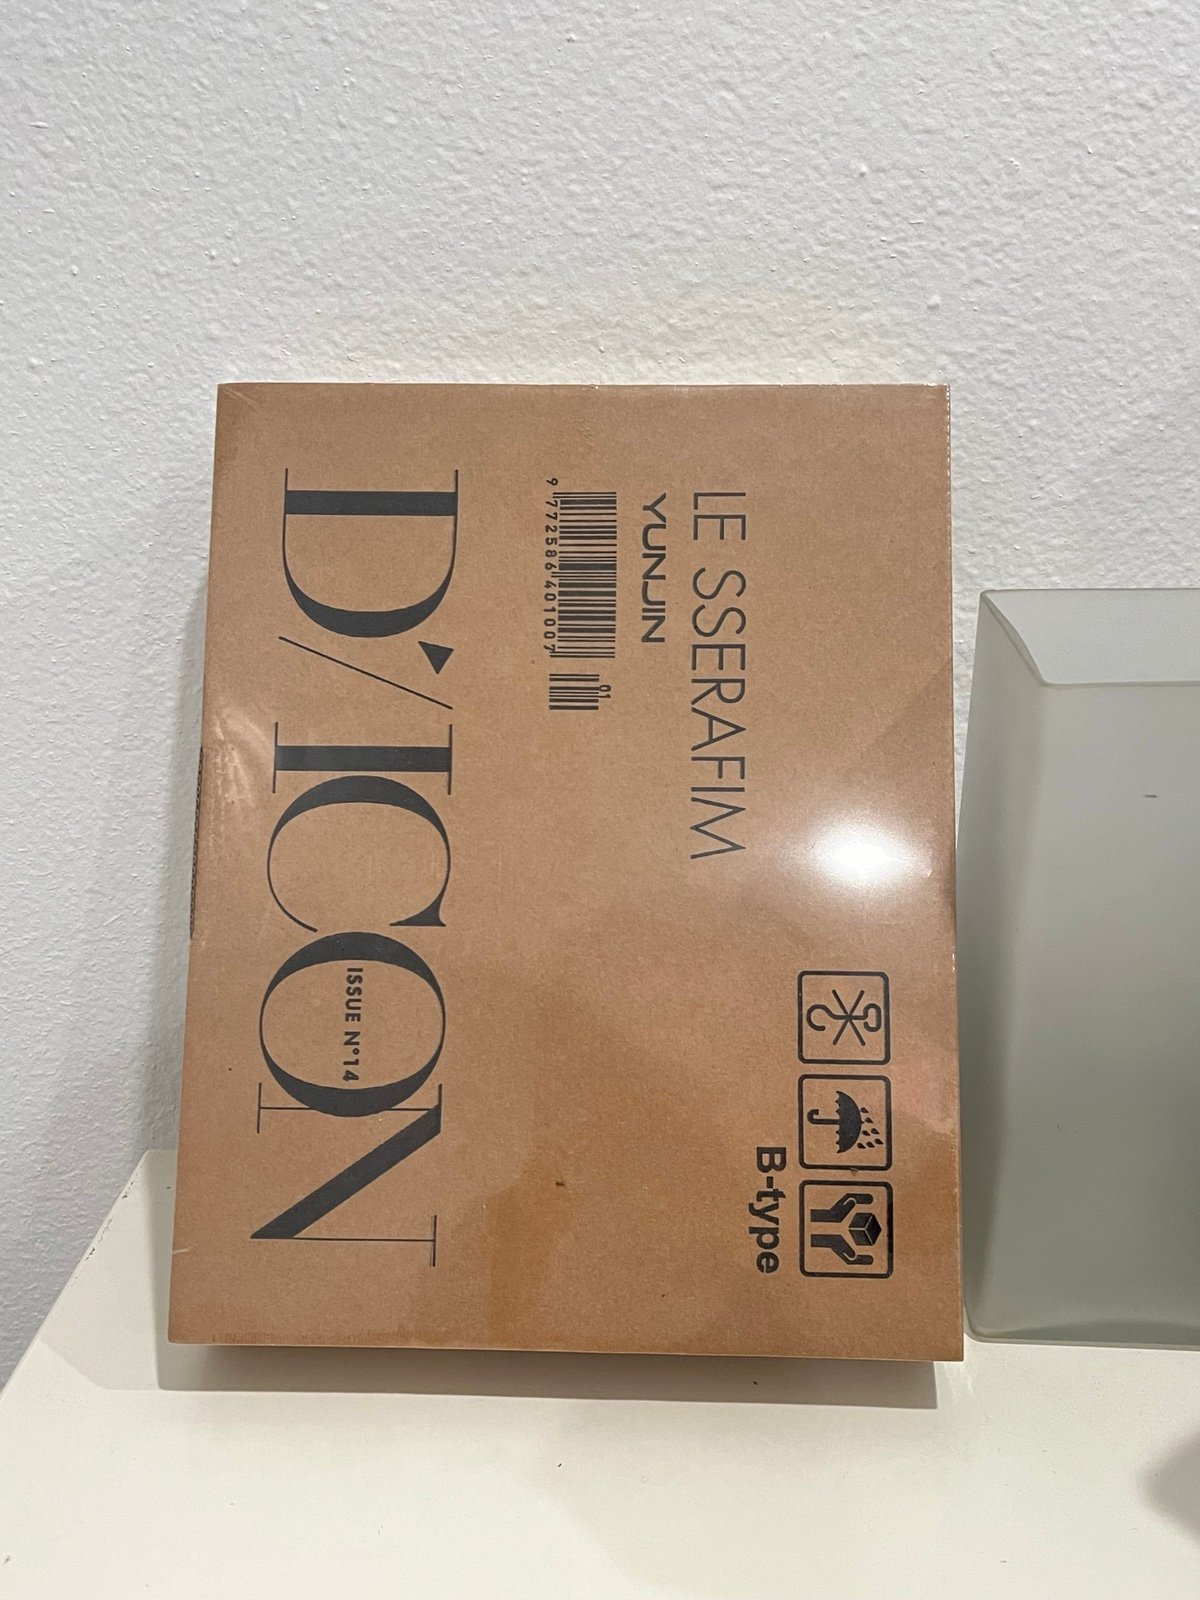 LE SSERAFIM
YUNJIN
01
9 772586 401007
B-type
D'/ICON
ISSUE N°14